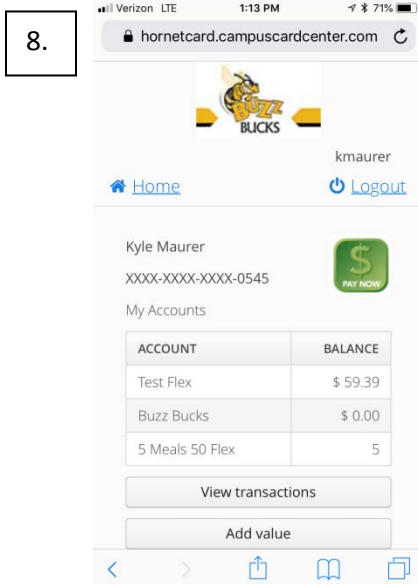 8.
Verizon LTE 1:13 PM 71%
hornetcard.campuscardcenter.com
BUZZ
BUCKS
kmaurer
Home Logout
Kyle Maurer
XXXX-XXXX-XXXX-0545
$
PAY NOW
My Accounts
ACCOUNT BALANCE
Test Flex $ 59.39
Buzz Bucks $ 0.00
5 Meals 50 Flex 5
View transactions
Add value